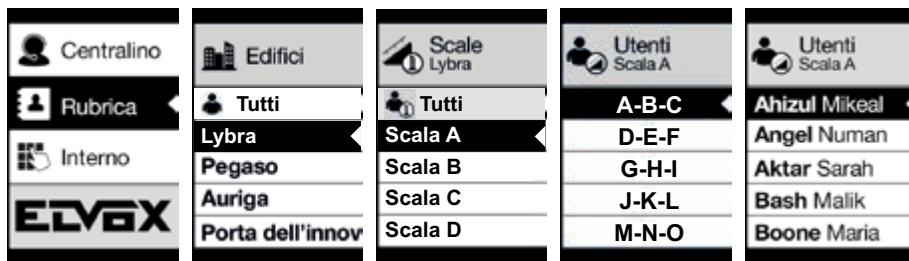 Centralino
Rubrica
Interno
ELVOX
Edifici
Tutti
Lybra
Pegaso
Auriga
Porta dell'innov
Scale
Lybra
Tutti
Scala A
Scala B
Scala C
Scala D
Utenti
Scala A
A-B-C
D-E-F
G-H-I
J-K-L
M-N-O
Utenti
Scala A
Ahizul Mikeal
Angel Numan
Aktar Sarah
Bash Malik
Boone Maria